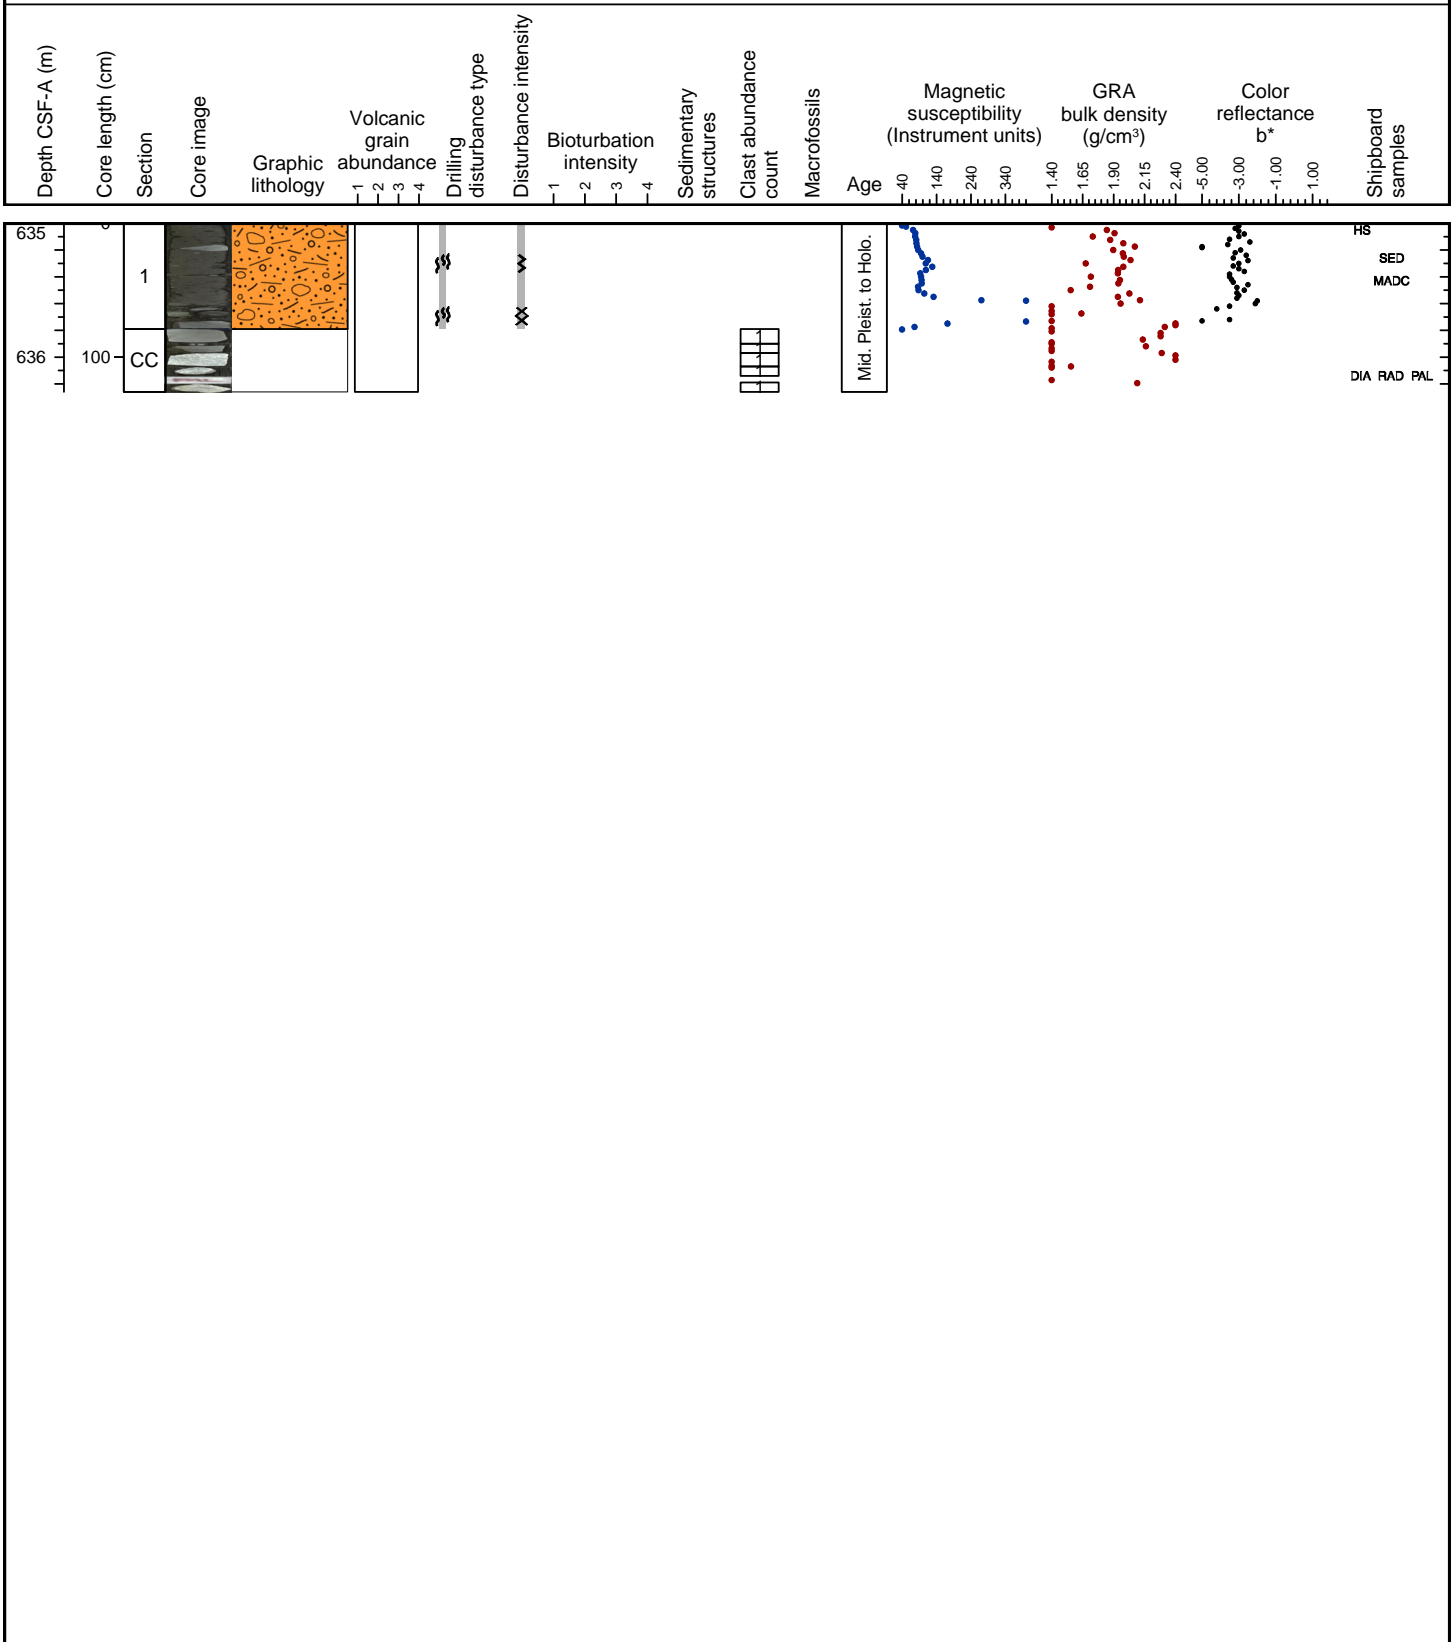 Depth CSF-A (m)
Core length (cm)
Section
Core image
Graphic
lithology
Volcanic
grain
abundance
1 2 3 4
Drilling
disturbance type
Disturbance intensity
Bioturbation
intensity
1 2 3 4
Sedimentary
structures
Clast abundance
count
Macrofossils
Age
Magnetic
susceptibility
(Instrument units)
40 140 240 340
GRA
bulk density
(g/cm³)
1.40 1.65 1.90 2.15 2.40
Color
reflectance
b*
-5.00 -3.00 -1.00 1.00
Shipboard
samples
635
0
1
636
100
CC
1
1
1
1
Mid. Pleist. to Holo.
HS
SED
MADC
DIA RAD PAL